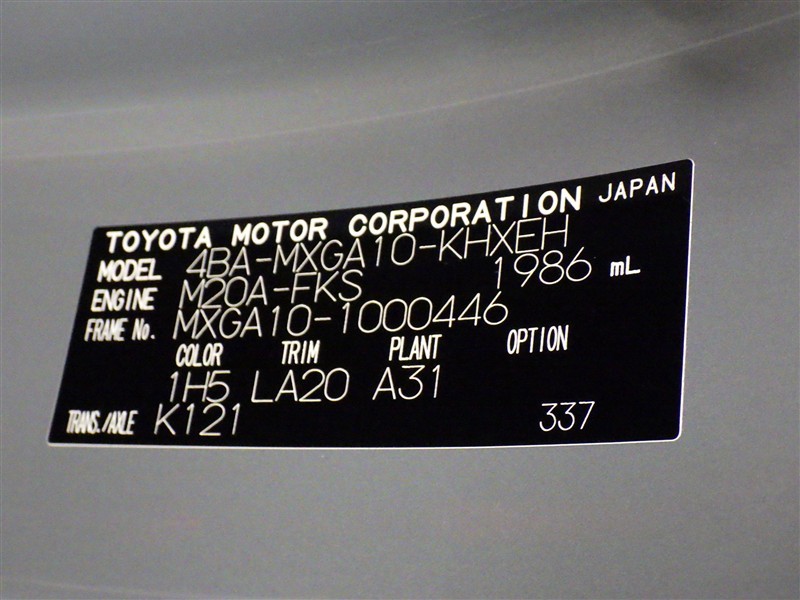 TOYOTA MOTOR CORPORATION JAPAN
MODEL 4BA-MXGA10-KHXEH
ENGINE M20A-FKS 1986 mL
FRAME No. MXGA10-1000446
COLOR TRIM PLANT OPTION
1H5 LA20 A31
TRANS./AXLE K121 337